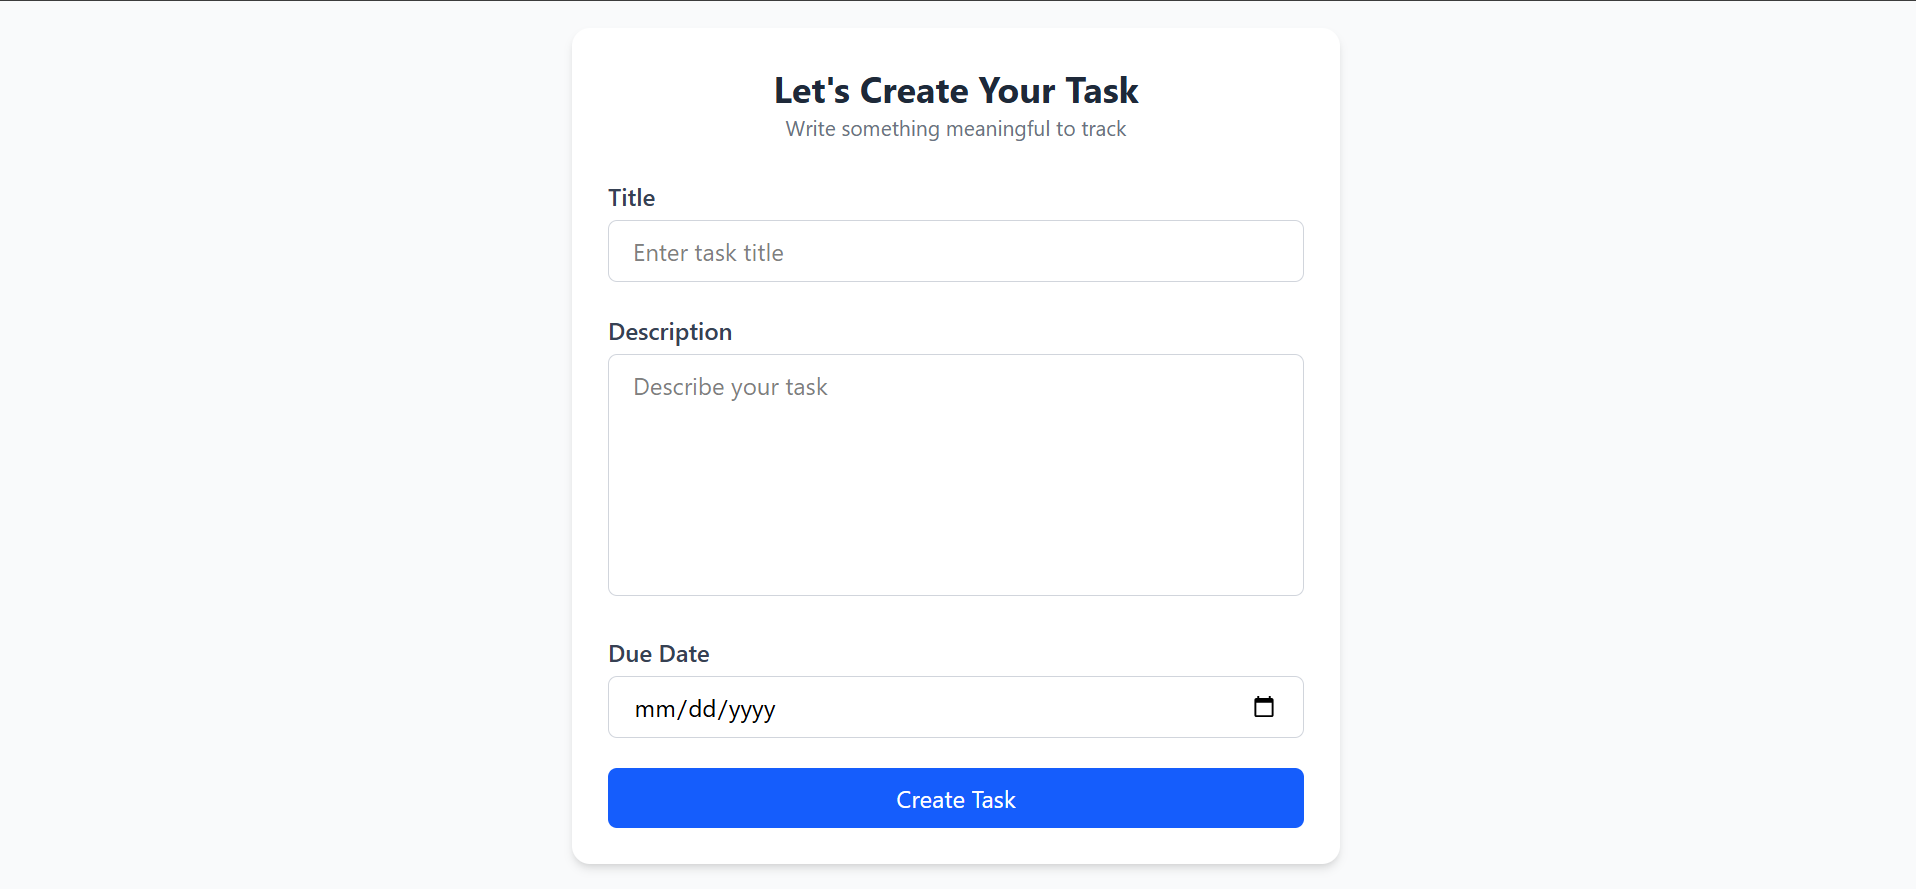 Let's Create Your Task
Write something meaningful to track
Title
Enter task title
Description
Describe your task
Due Date
mm/dd/yyyy
Create Task